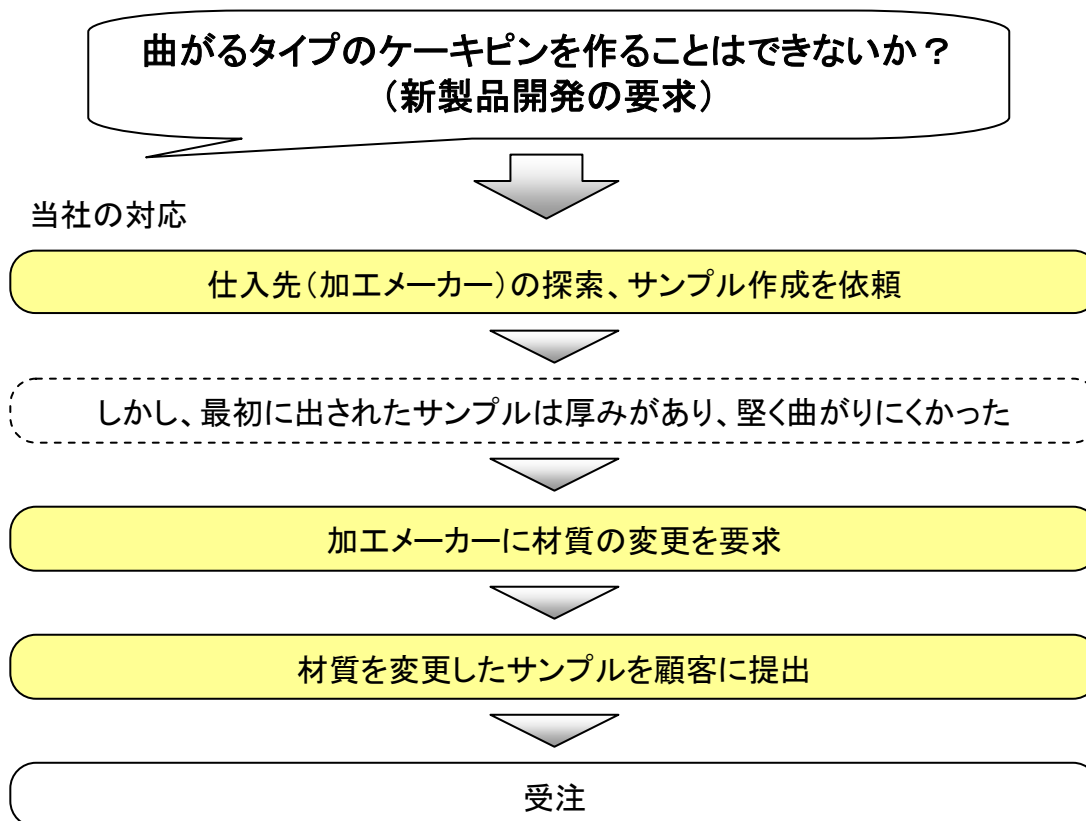 曲がるタイプのケーキピンを作ることはできないか？
（新製品開発の要求）
当社の対応
仕入先（加工メーカー）の探索、サンプル作成を依頼
しかし、最初に出されたサンプルは厚みがあり、堅く曲がりにくかった
加工メーカーに材質の変更を要求
材質を変更したサンプルを顧客に提出
受注